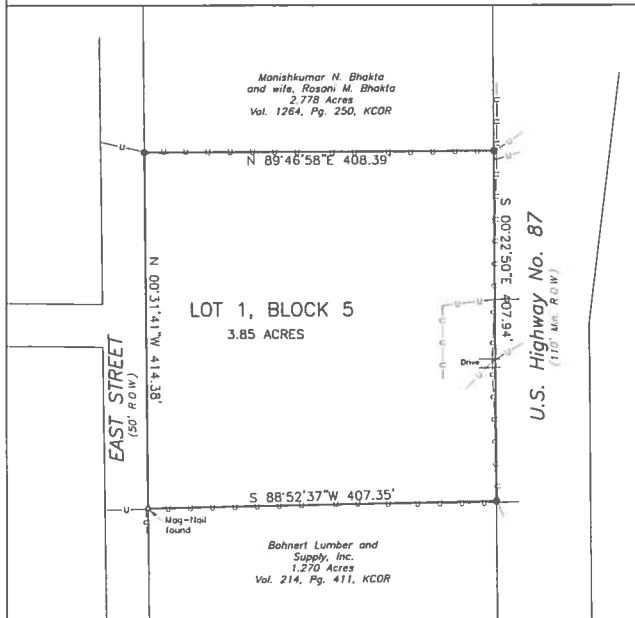 Manishkumar N. Bhakta
and wife, Rosani M. Bhakta
2.778 Acres
Vol. 1264, Pg. 250, KCOR
N 89°46'58"E 408.39'
S 00°22'50"E 407.94'
U.S. Highway No. 87
(110' Min. R O W)
N 00°31'41"W 414.38'
LOT 1, BLOCK 5
3.85 ACRES
Drive
EAST STREET
(50' R O W)
S 88°52'37"W 407.35'
Mag-Nail
found
Bohnert Lumber and
Supply, Inc.
1.270 Acres
Vol. 214, Pg. 411, KCOR